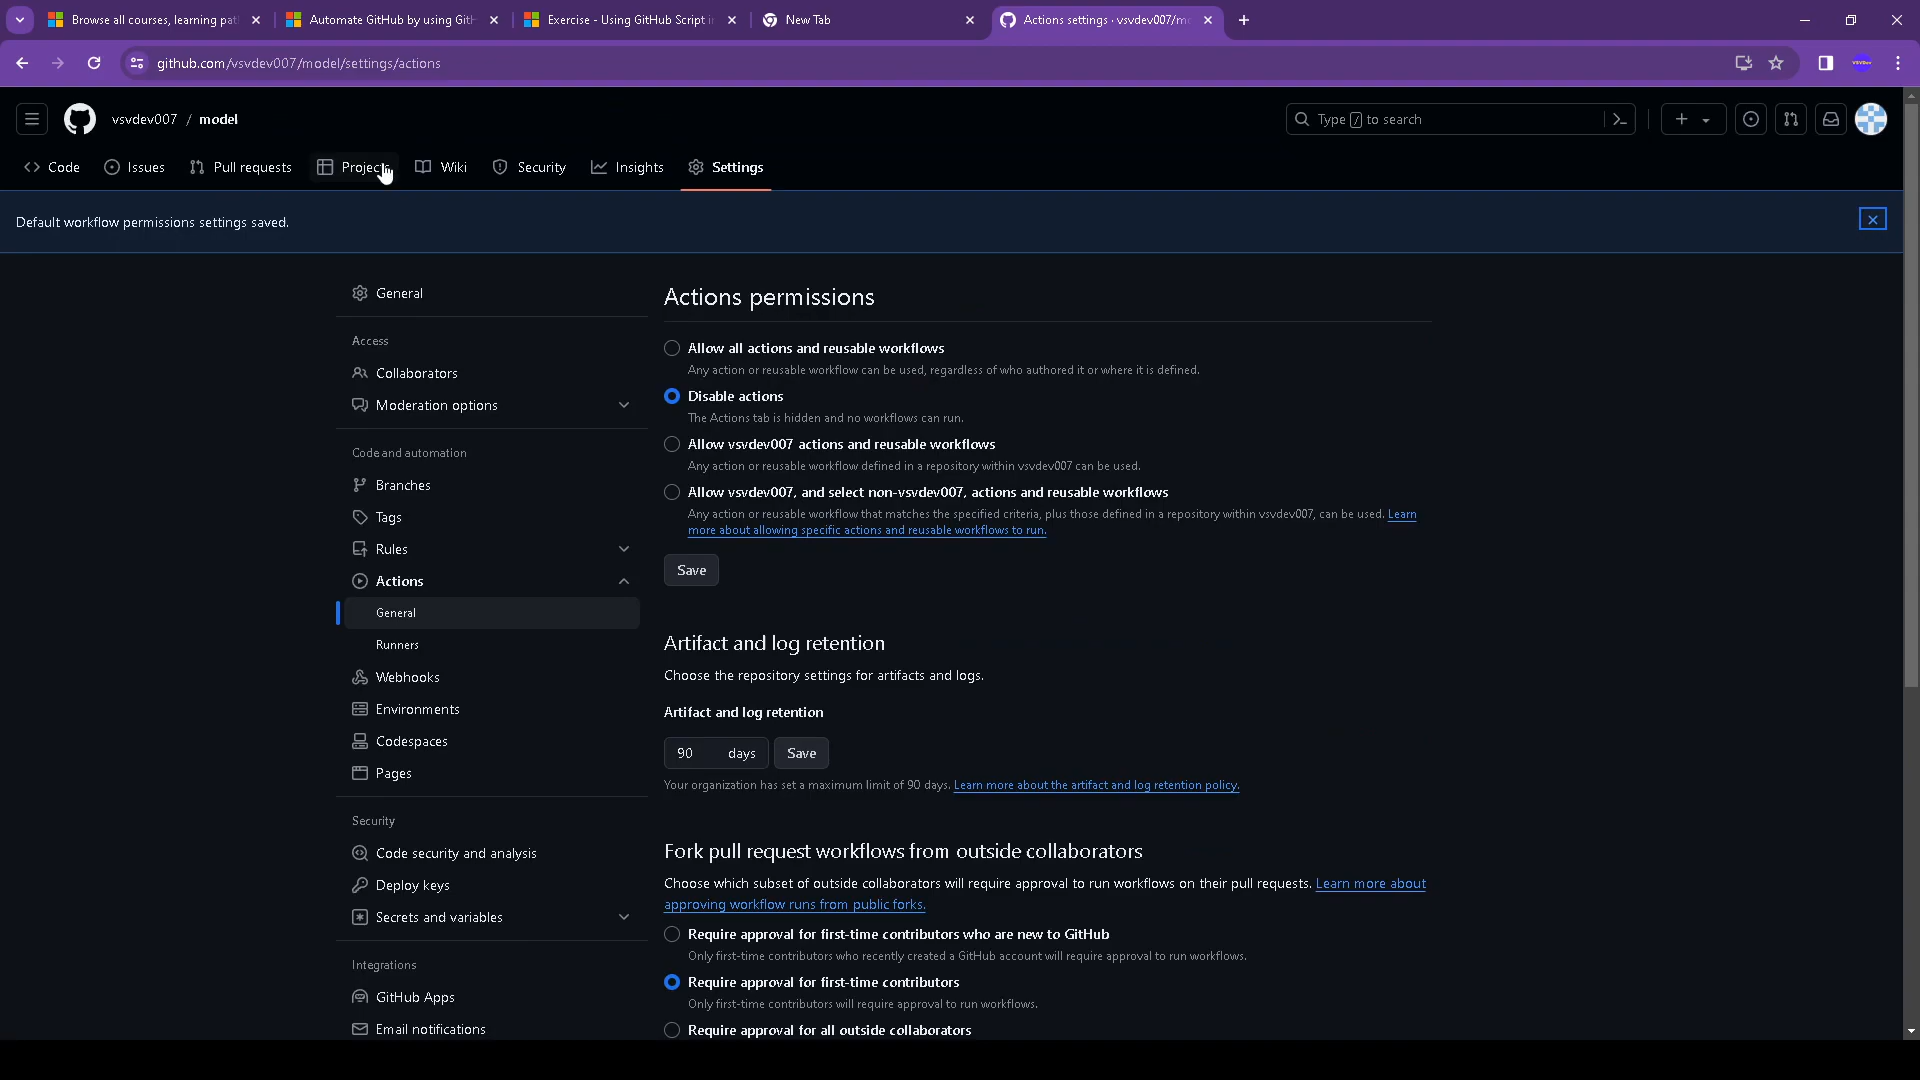 Browse all courses, learning pat
Automate GitHub by using GitH
Exercise - Using GitHub Script in
New Tab
Actions settings · vsvdev007/mo
github.com/vsvdev007/model/settings/actions
vsvdev007 / model
Type / to search
Code
Issues
Pull requests
Projects
Wiki
Security
Insights
Settings
Default workflow permissions settings saved.
General
Access
Collaborators
Moderation options
Code and automation
Branches
Tags
Rules
Actions
General
Runners
Webhooks
Environments
Codespaces
Pages
Security
Code security and analysis
Deploy keys
Secrets and variables
Integrations
GitHub Apps
Email notifications
Actions permissions
Allow all actions and reusable workflows
Any action or reusable workflow can be used, regardless of who authored it or where it is defined.
Disable actions
The Actions tab is hidden and no workflows can run.
Allow vsvdev007 actions and reusable workflows
Any action or reusable workflow defined in a repository within vsvdev007 can be used.
Allow vsvdev007, and select non-vsvdev007, actions and reusable workflows
Any action or reusable workflow that matches the specified criteria, plus those defined in a repository within vsvdev007, can be used. Learn
more about allowing specific actions and reusable workflows to run.
Save
Artifact and log retention
Choose the repository settings for artifacts and logs.
Artifact and log retention
90 days Save
Your organization has set a maximum limit of 90 days. Learn more about the artifact and log retention policy.
Fork pull request workflows from outside collaborators
Choose which subset of outside collaborators will require approval to run workflows on their pull requests. Learn more about
approving workflow runs from public forks.
Require approval for first-time contributors who are new to GitHub
Only first-time contributors who recently created a GitHub account will require approval to run workflows.
Require approval for first-time contributors
Only first-time contributors will require approval to run workflows.
Require approval for all outside collaborators